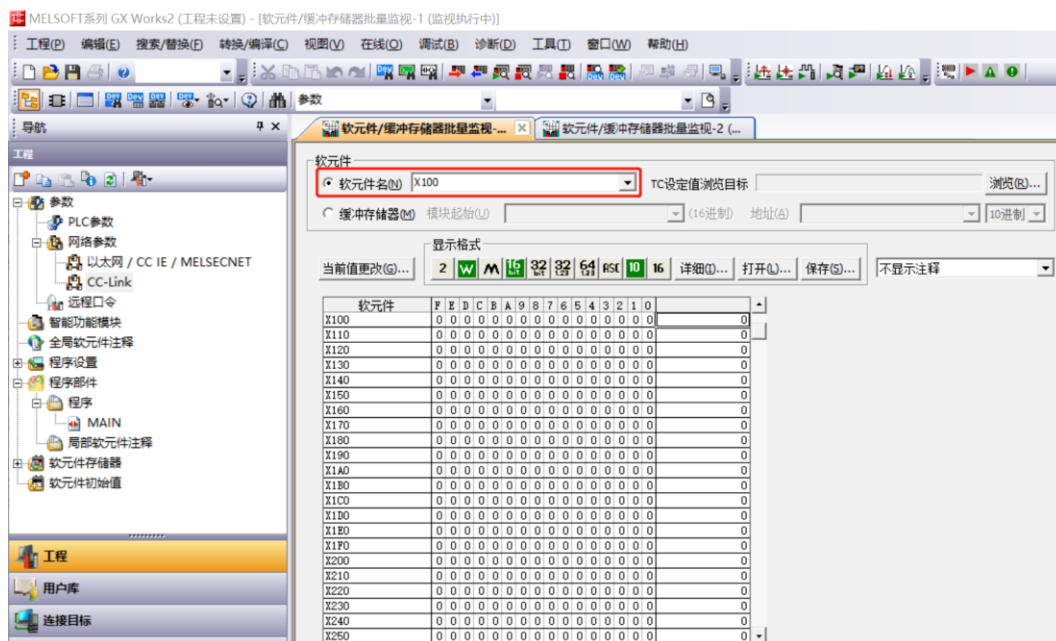 MELSOFT系列 GX Works2 (工程未设置) - [软元件/缓冲存储器批量监视-1 (监视执行中)]
工程(P) 编辑(E) 搜索/替换(F) 转换/编译(C) 视图(V) 在线(O) 调试(B) 诊断(D) 工具(T) 窗口(W) 帮助(H)
参数
导航
软元件/缓冲存储器批量监视-... 软元件/缓冲存储器批量监视-2 (...
工程
软元件
软元件名(N) X100 TC设定值浏览目标 浏览(R)...
缓冲存储器(M) 模块起始(U) (16进制) 地址(A) 10进制
显示格式
当前值更改(G)... 2 W M 16bit 32bit 32 1.23 64 1.23 ASC 10 16 详细(I)... 打开(L)... 保存(S)... 不显示注释
参数
PLC参数
网络参数
以太网 / CC IE / MELSECNET
CC-Link
远程口令
智能功能模块
全局软元件注释
程序设置
程序部件
程序
MAIN
局部软元件注释
软元件存储器
软元件初始值
工程
用户库
连接目标
软元件 F E D C B A 9 8 7 6 5 4 3 2 1 0
X100 0 0 0 0 0 0 0 0 0 0 0 0 0 0 0 0 0
X110 0 0 0 0 0 0 0 0 0 0 0 0 0 0 0 0 0
X120 0 0 0 0 0 0 0 0 0 0 0 0 0 0 0 0 0
X130 0 0 0 0 0 0 0 0 0 0 0 0 0 0 0 0 0
X140 0 0 0 0 0 0 0 0 0 0 0 0 0 0 0 0 0
X150 0 0 0 0 0 0 0 0 0 0 0 0 0 0 0 0 0
X160 0 0 0 0 0 0 0 0 0 0 0 0 0 0 0 0 0
X170 0 0 0 0 0 0 0 0 0 0 0 0 0 0 0 0 0
X180 0 0 0 0 0 0 0 0 0 0 0 0 0 0 0 0 0
X190 0 0 0 0 0 0 0 0 0 0 0 0 0 0 0 0 0
X1A0 0 0 0 0 0 0 0 0 0 0 0 0 0 0 0 0 0
X1B0 0 0 0 0 0 0 0 0 0 0 0 0 0 0 0 0 0
X1C0 0 0 0 0 0 0 0 0 0 0 0 0 0 0 0 0 0
X1D0 0 0 0 0 0 0 0 0 0 0 0 0 0 0 0 0 0
X1E0 0 0 0 0 0 0 0 0 0 0 0 0 0 0 0 0 0
X1F0 0 0 0 0 0 0 0 0 0 0 0 0 0 0 0 0 0
X200 0 0 0 0 0 0 0 0 0 0 0 0 0 0 0 0 0
X210 0 0 0 0 0 0 0 0 0 0 0 0 0 0 0 0 0
X220 0 0 0 0 0 0 0 0 0 0 0 0 0 0 0 0 0
X230 0 0 0 0 0 0 0 0 0 0 0 0 0 0 0 0 0
X240 0 0 0 0 0 0 0 0 0 0 0 0 0 0 0 0 0
X250 0 0 0 0 0 0 0 0 0 0 0 0 0 0 0 0 0